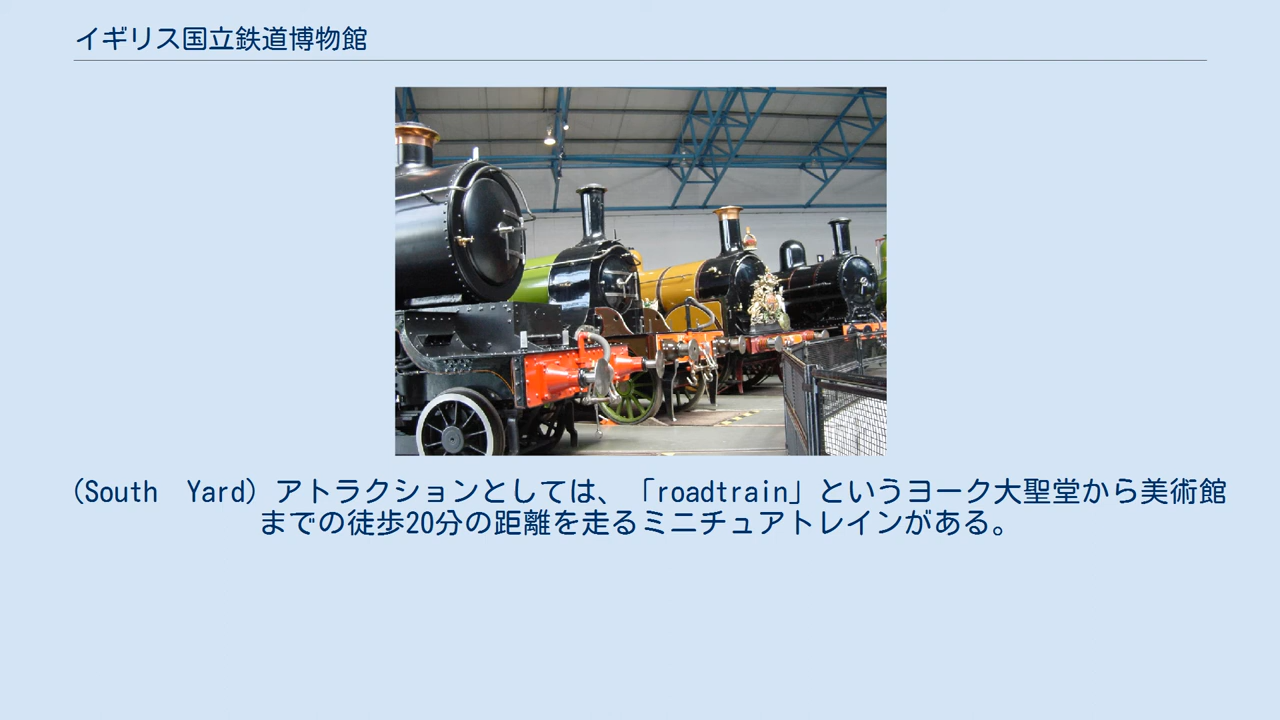 イギリス国立鉄道博物館
(South　Yard) アトラクションとしては、「roadtrain」というヨーク大聖堂から美術館
までの徒歩20分の距離を走るミニチュアトレインがある。